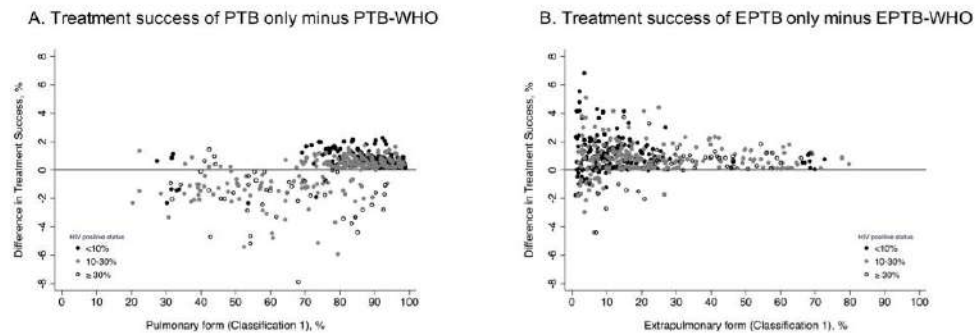 A. Treatment success of PTB only minus PTB-WHO
Difference in Treatment Success, %
8
6
4
2
0
-2
-4
-6
-8
HIV positive status
<10%
10-30%
≥ 30%
0 10 20 30 40 50 60 70 80 90 100
Pulmonary form (Classification 1), %
B. Treatment success of EPTB only minus EPTB-WHO
Difference in Treatment Success, %
8
6
4
2
0
-2
-4
-6
-8
HIV positive status
<10%
10-30%
≥ 30%
0 10 20 30 40 50 60 70 80 90 100
Extrapulmonary form (Classification 1), %